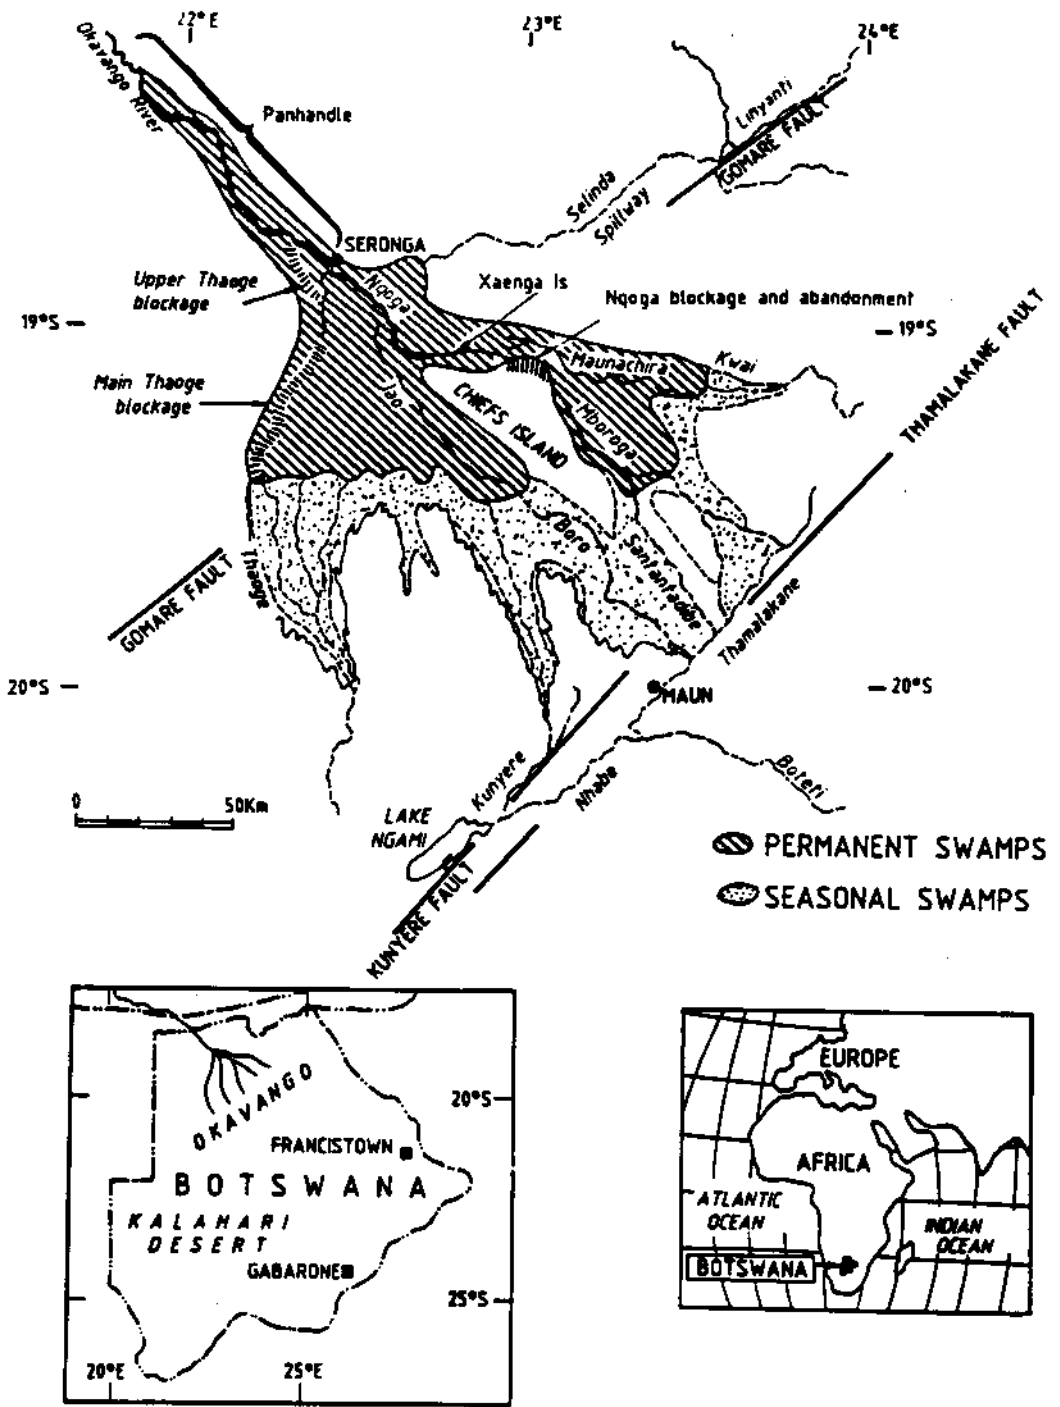 22°E
23°E
24°E
Okavango River
Panhandle
Linyanti
GOMARE FAULT
Selinda
Spillway
SERONGA
Upper Thaoge
blockage
Nqoga
Xaenga Is
Nqoga blockage and abandonment
19°S
19°S
Maunachira
Kwai
THAMALAKANE FAULT
Main Thaoge
blockage
Jao
CHIEFS ISLAND
Mboroga
Boro
Santantadibe
Thaoge
GOMARE FAULT
Thamalakane
20°S
MAUN
20°S
Kunyere
Nhabe
Boteti
0
50Km
LAKE
NGAMI
KUNYERE FAULT
PERMANENT SWAMPS
SEASONAL SWAMPS
OKAVANGO
20°S
FRANCISTOWN
BOTSWANA
KALAHARI
DESERT
GABARONE
25°S
20°E
25°E
EUROPE
AFRICA
ATLANTIC
OCEAN
INDIAN
OCEAN
BOTSWANA